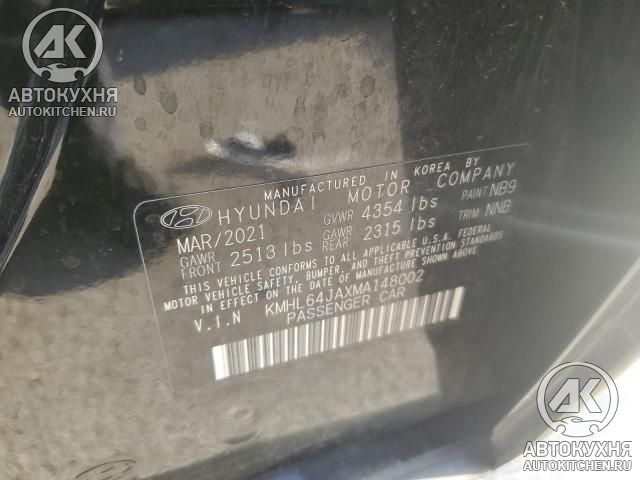 АВТОКУХНЯ
AUTOKITCHEN.RU
MANUFACTURED IN KOREA BY
HYUNDAI MOTOR COMPANY
MAR/2021 GVWR 4354 lbs PAINT NB9
GAWR FRONT 2513 lbs GAWR REAR 2315 lbs TRIM NNB
THIS VEHICLE CONFORMS TO ALL APPLICABLE U.S.A. FEDERAL
MOTOR VEHICLE SAFETY, BUMPER, AND THEFT PREVENTION STANDARDS
IN EFFECT ON THE DATE OF MANUFACTURE SHOWN ABOVE.
V.I.N KMHL64JAXMA148002
PASSENGER CAR
АК
АВТОКУХНЯ
AUTOKITCHEN.RU
АК